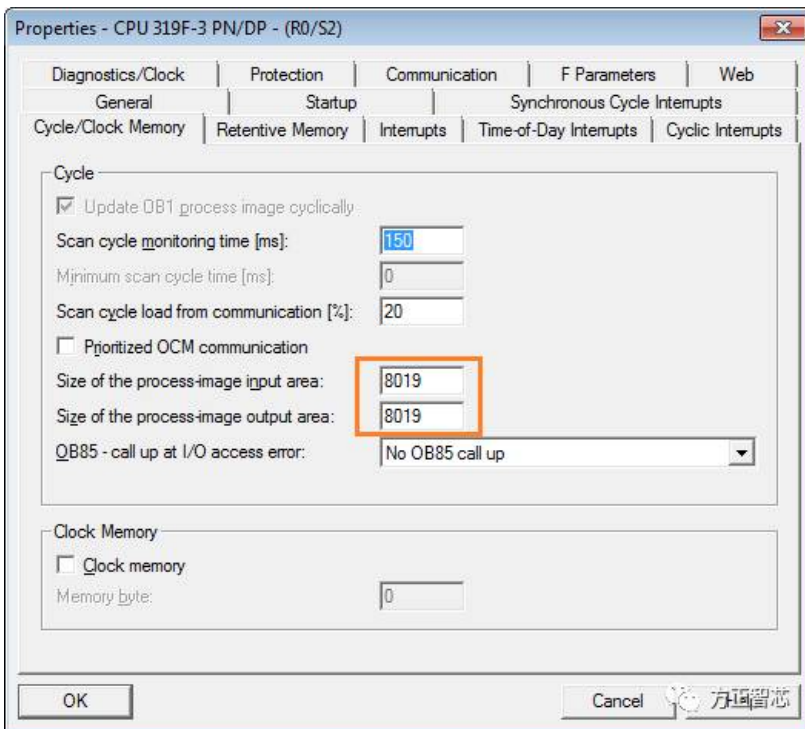 Properties - CPU 319F-3 PN/DP - (R0/S2)
Diagnostics/Clock Protection Communication F Parameters Web
General Startup Synchronous Cycle Interrupts
Cycle/Clock Memory Retentive Memory Interrupts Time-of-Day Interrupts Cyclic Interrupts
Cycle
Update OB1 process image cyclically
Scan cycle monitoring time [ms]: 150
Minimum scan cycle time [ms]: 0
Scan cycle load from communication [%]: 20
Prioritized OCM communication
Size of the process-image input area: 8019
Size of the process-image output area: 8019
OB85 - call up at I/O access error: No OB85 call up
Clock Memory
Clock memory
Memory byte: 0
OK Cancel
方正智芯